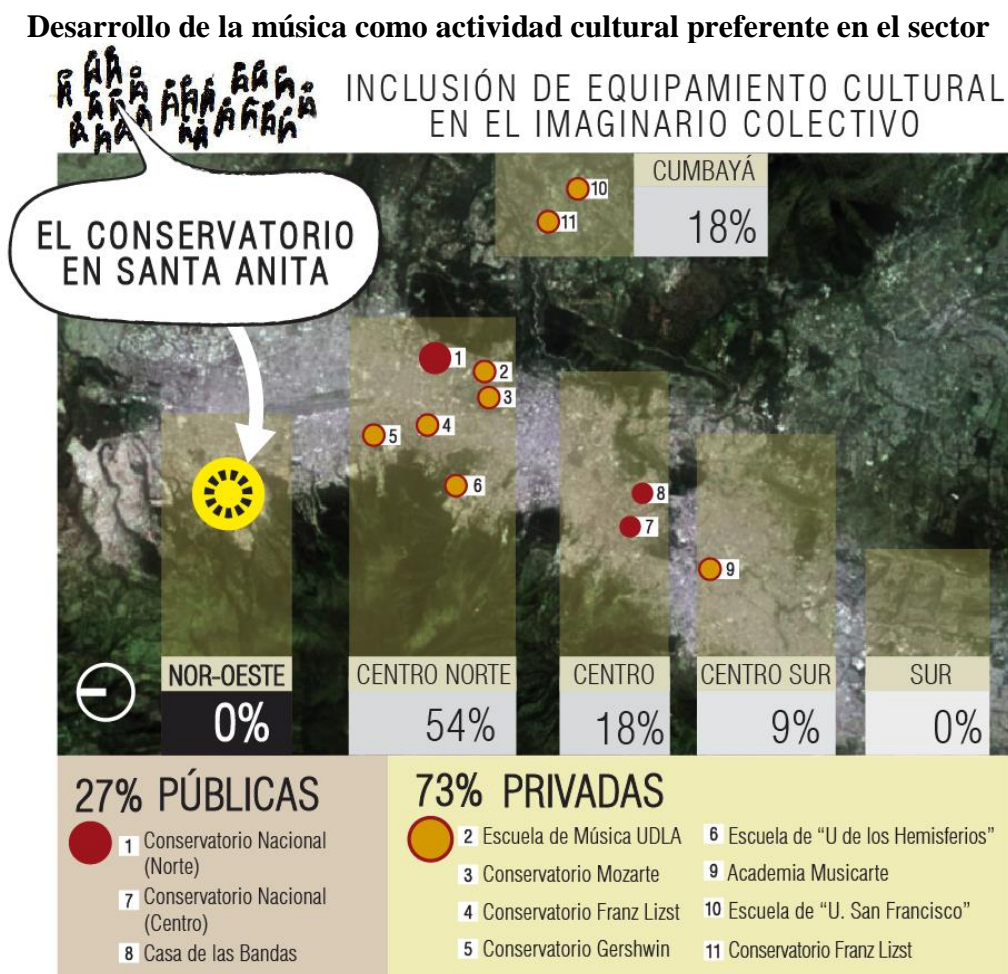 Desarrollo de la música como actividad cultural preferente en el sector
INCLUSIÓN DE EQUIPAMIENTO CULTURAL
EN EL IMAGINARIO COLECTIVO
EL CONSERVATORIO
EN SANTA ANITA
CUMBAYÁ
18%
10
11
1
2
3
4
5
6
8
7
9
NOR-OESTE
0%
CENTRO NORTE
54%
CENTRO
18%
CENTRO SUR
9%
SUR
0%
27% PÚBLICAS
1 Conservatorio Nacional
(Norte)
7 Conservatorio Nacional
(Centro)
8 Casa de las Bandas
73% PRIVADAS
2 Escuela de Música UDLA
3 Conservatorio Mozarte
4 Conservatorio Franz Lizst
5 Conservatorio Gershwin
6 Escuela de “U de los Hemisferios”
9 Academia Musicarte
10 Escuela de “U. San Francisco”
11 Conservatorio Franz Lizst